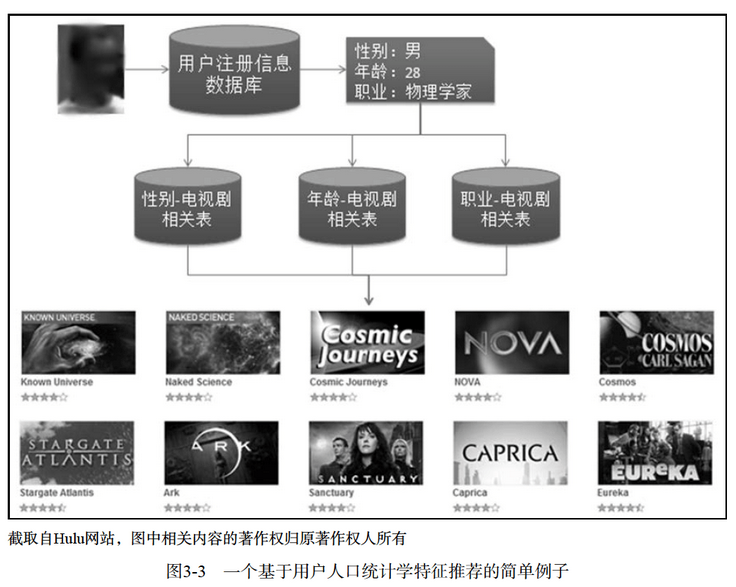 用户注册信息
数据库
性别：男
年龄：28
职业：物理学家
性别-电视剧
相关表
年龄-电视剧
相关表
职业-电视剧
相关表
KNOWN UNIVERSE
NAKED SCIENCE
Cosmic
Journeys
NOVA
COSMOS
CARL SAGAN
Known Universe
Naked Science
Cosmic Journeys
NOVA
Cosmos
STARGATE
ATLANTIS
ARK
SANCTUARY
CAPRICA
EUREKA
Stargate Atlantis
Ark
Sanctuary
Caprica
Eureka
截取自Hulu网站，图中相关内容的著作权归原著作权人所有
图3-3 一个基于用户人口统计学特征推荐的简单例子